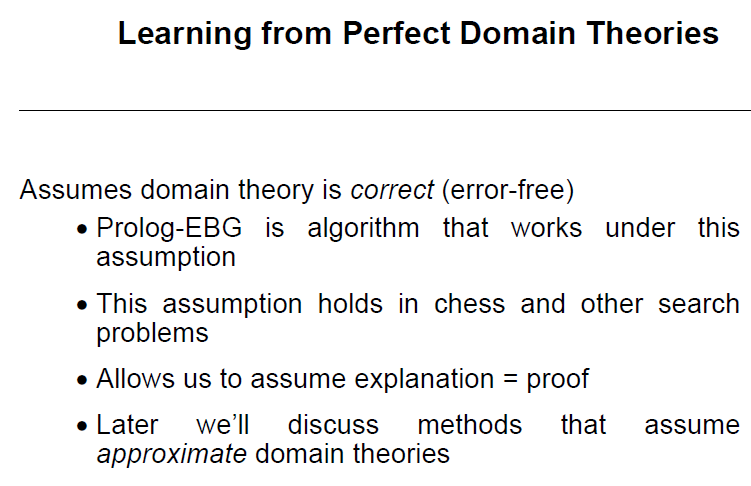 Learning from Perfect Domain Theories
Assumes domain theory is correct (error-free)
• Prolog-EBG is algorithm that works under this
assumption
• This assumption holds in chess and other search
problems
• Allows us to assume explanation = proof
• Later we'll discuss methods that assume
approximate domain theories